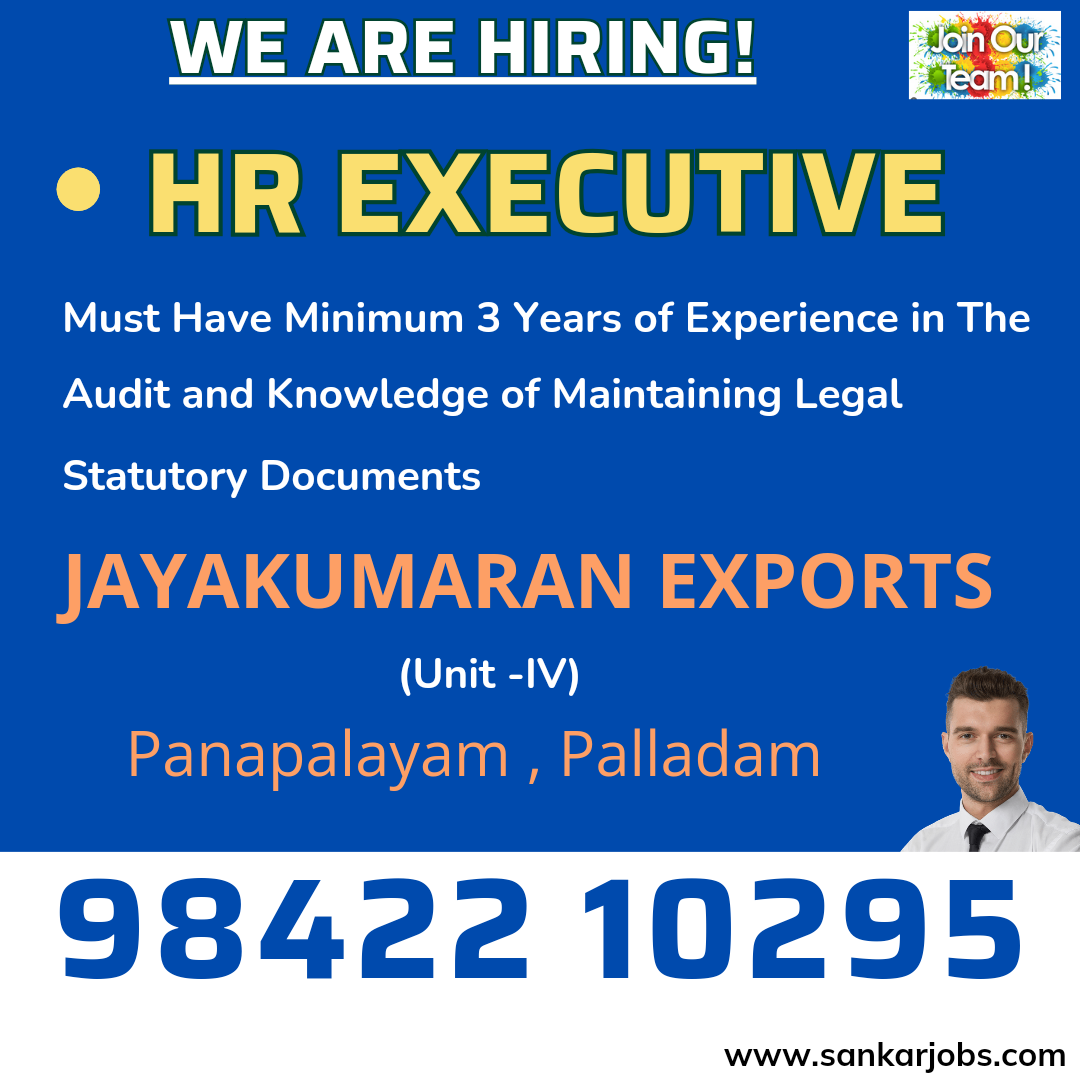 WE ARE HIRING!
Join Our
Team!
• HR EXECUTIVE
Must Have Minimum 3 Years of Experience in The
Audit and Knowledge of Maintaining Legal
Statutory Documents
JAYAKUMARAN EXPORTS
(Unit -IV)
Panapalayam , Palladam
98422 10295
www.sankarjobs.com